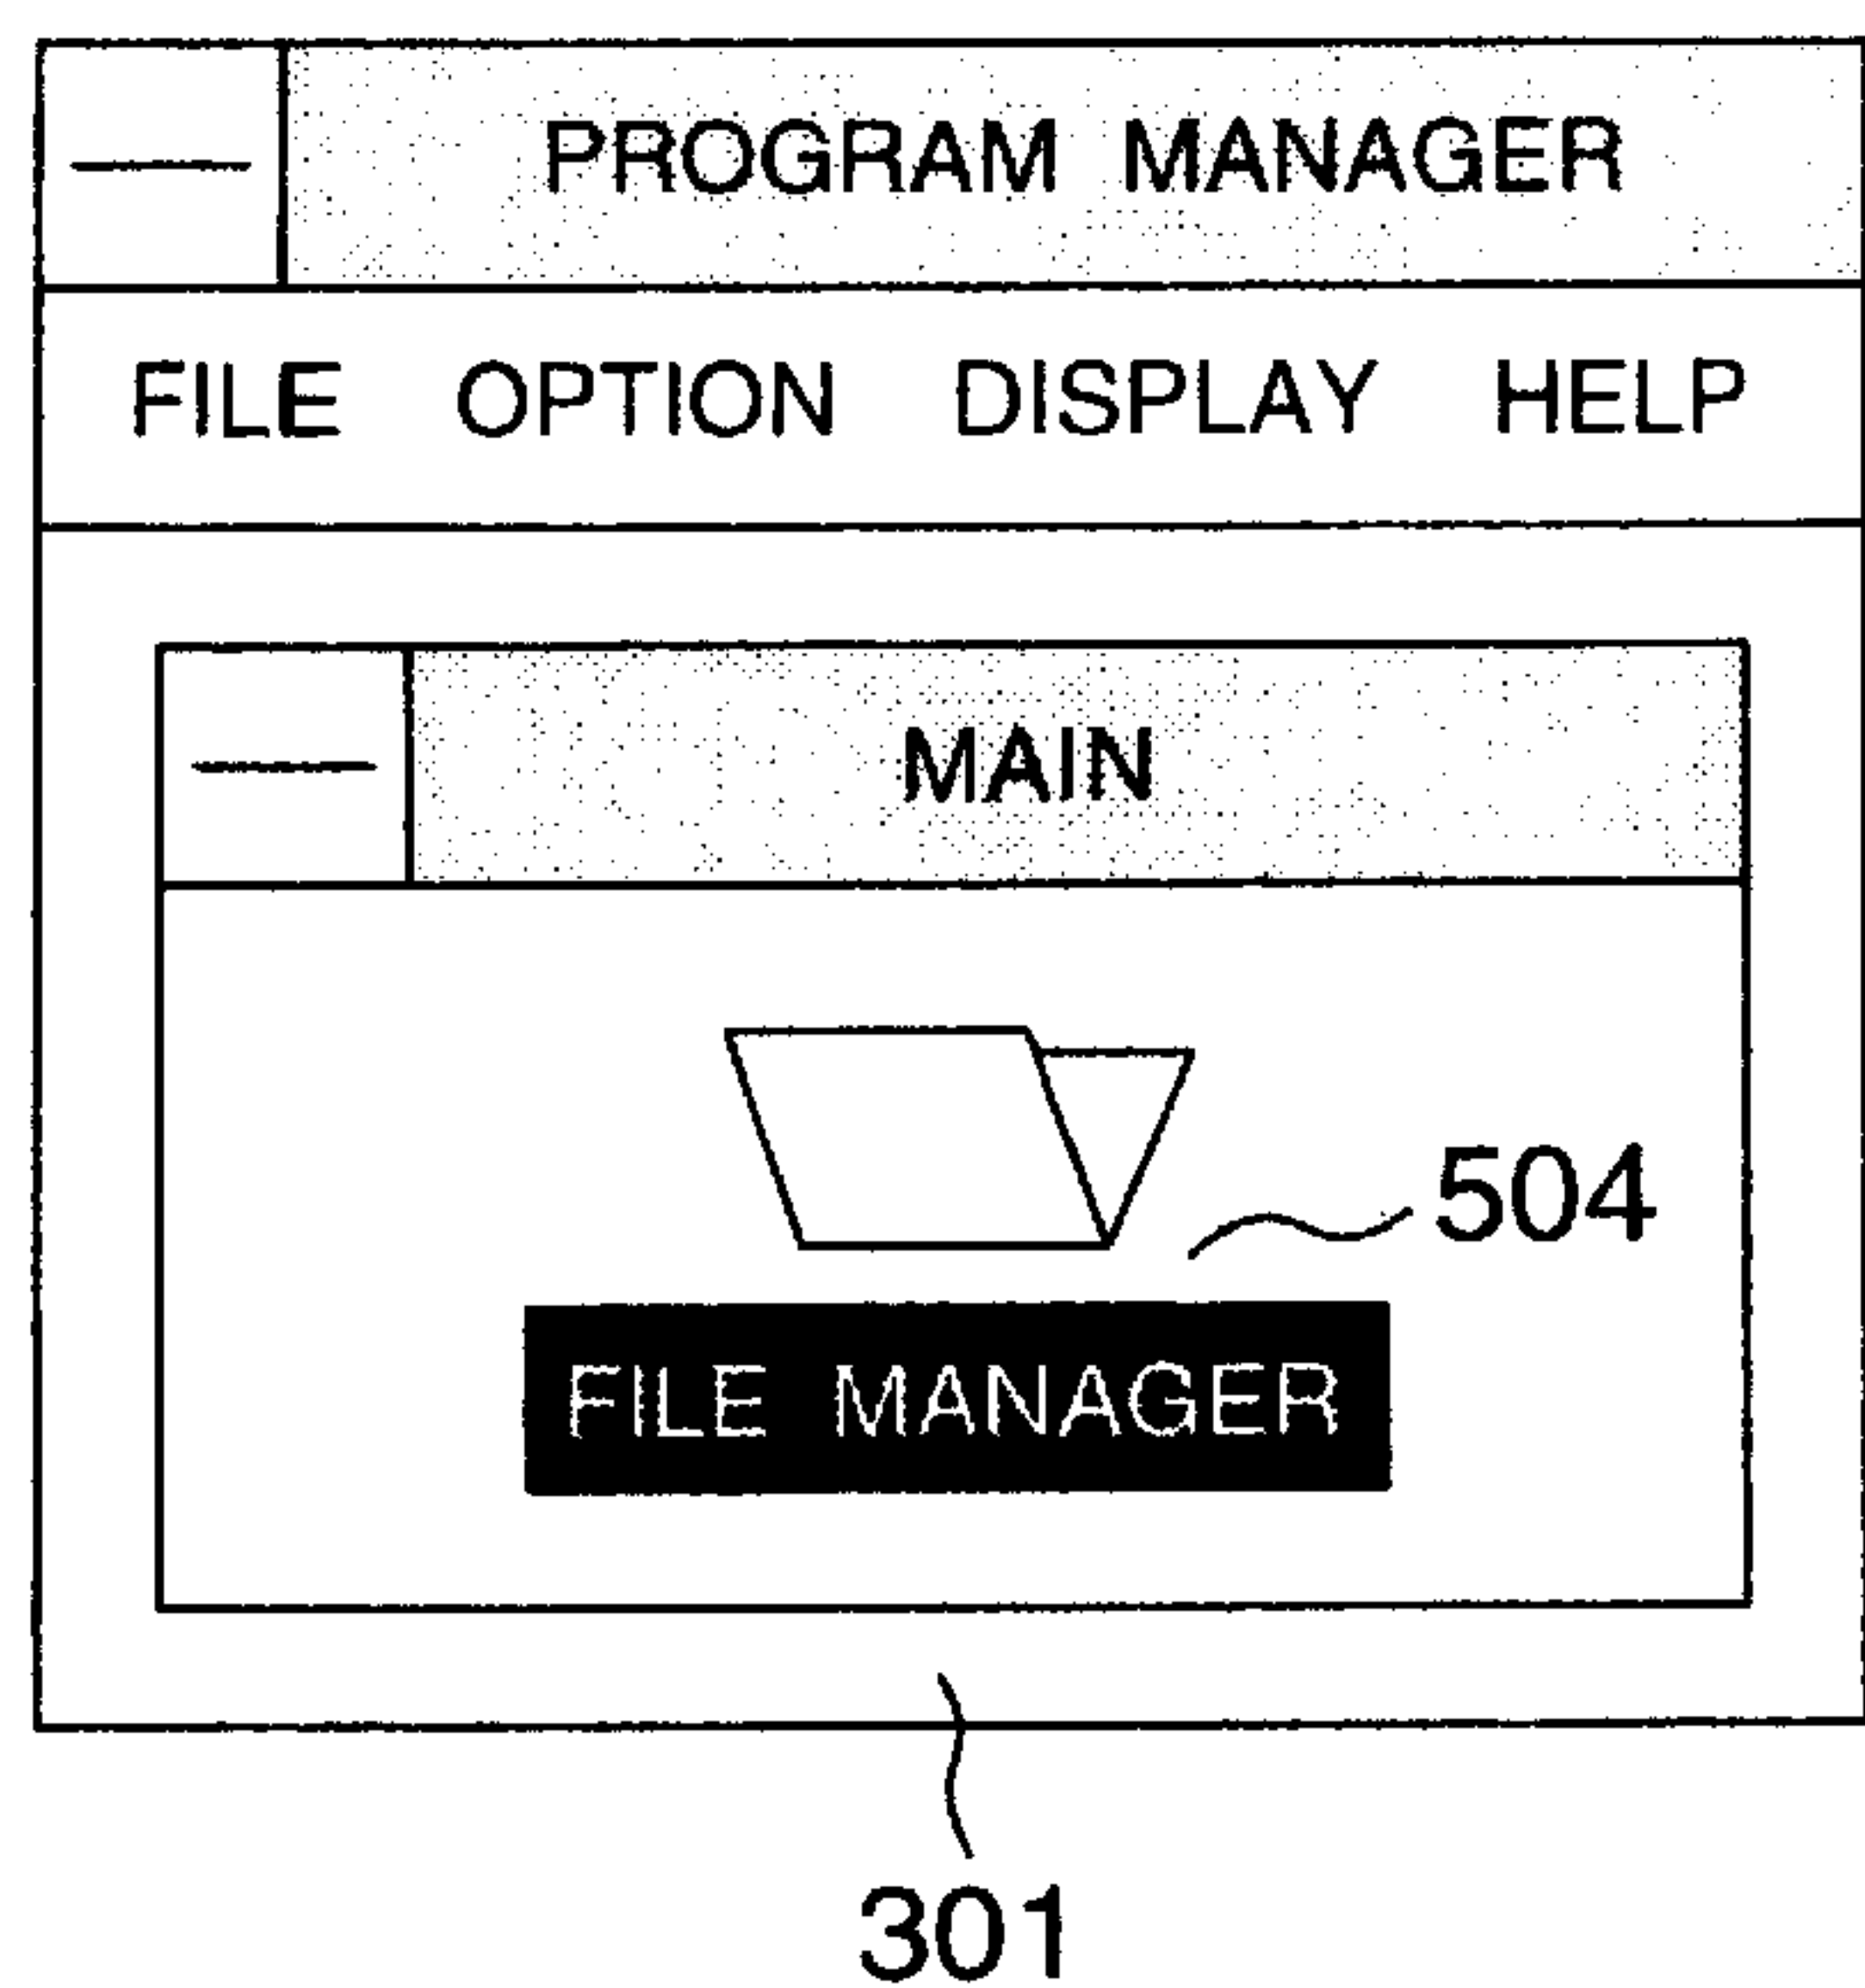 PROGRAM MANAGER
FILE OPTION DISPLAY HELP
MAIN
504
FILE MANAGER
301